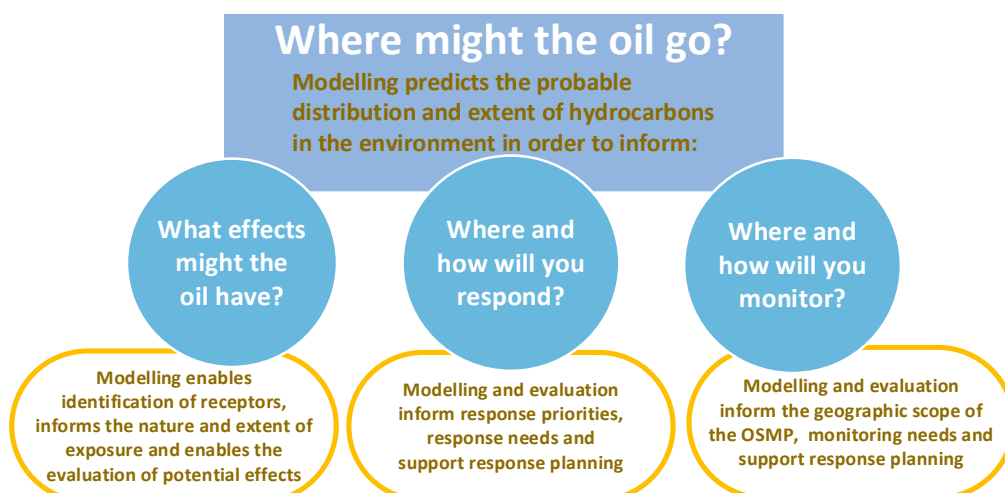 Where might the oil go?
Modelling predicts the probable
distribution and extent of hydrocarbons
in the environment in order to inform:
What effects
might the
oil have?
Where and
how will you
respond?
Where and
how will you
monitor?
Modelling enables
identification of receptors,
informs the nature and extent of
exposure and enables the
evaluation of potential effects
Modelling and evaluation
inform response priorities,
response needs and
support response planning
Modelling and evaluation
inform the geographic scope of
the OSMP, monitoring needs and
support response planning